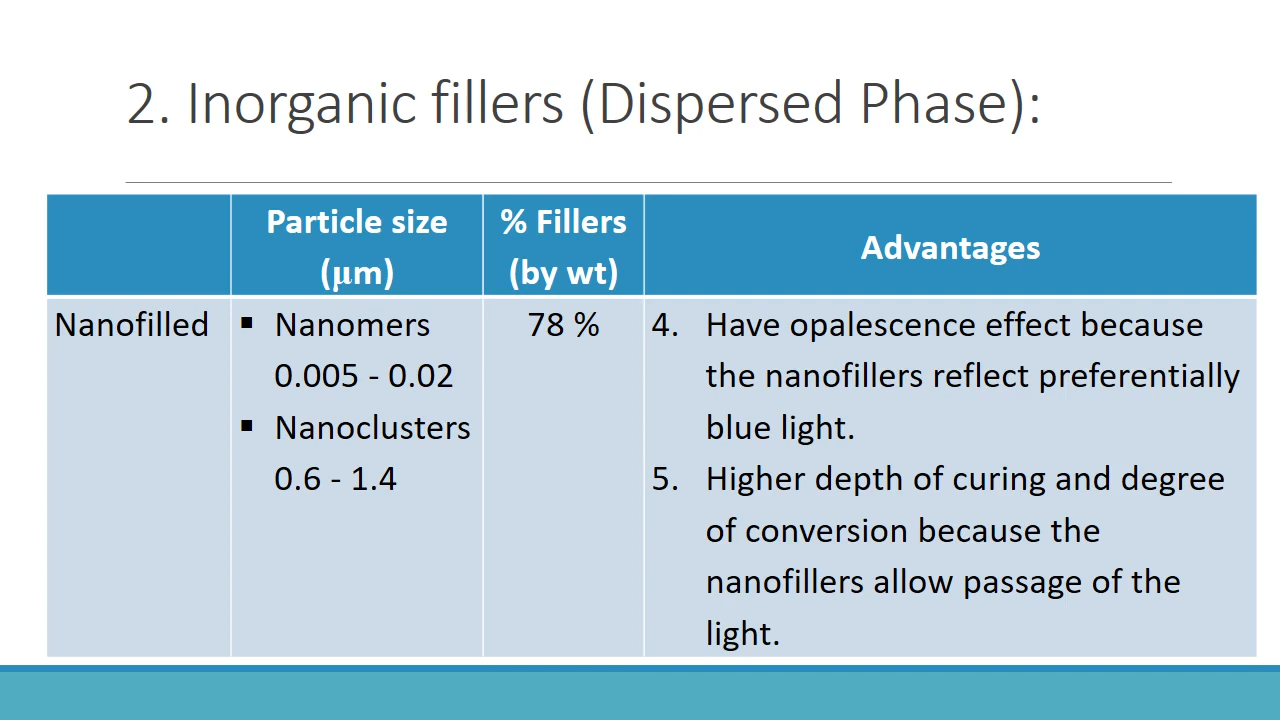 2. Inorganic fillers (Dispersed Phase):
Particle size
(µm)
% Fillers
(by wt)
Advantages
Nanofilled
▪ Nanomers
0.005 - 0.02
▪ Nanoclusters
0.6 - 1.4
78 %
4. Have opalescence effect because
the nanofillers reflect preferentially
blue light.
5. Higher depth of curing and degree
of conversion because the
nanofillers allow passage of the
light.